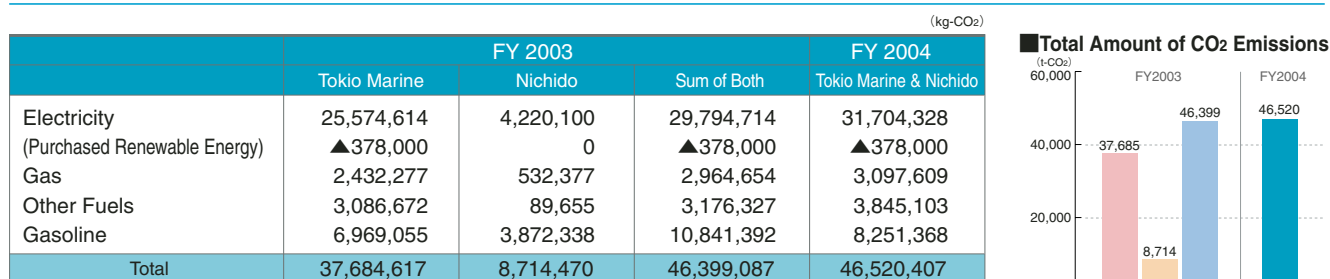 (kg-CO2)
FY 2003 FY 2004
Tokio Marine Nichido Sum of Both Tokio Marine & Nichido
Electricity 25,574,614 4,220,100 29,794,714 31,704,328
(Purchased Renewable Energy) ▲378,000 0 ▲378,000 ▲378,000
Gas 2,432,277 532,377 2,964,654 3,097,609
Other Fuels 3,086,672 89,655 3,176,327 3,845,103
Gasoline 6,969,055 3,872,338 10,841,392 8,251,368
Total 37,684,617 8,714,470 46,399,087 46,520,407
■Total Amount of CO2 Emissions
(t-CO2)
60,000 FY2003 FY2004
46,399 46,520
40,000 37,685
20,000
8,714